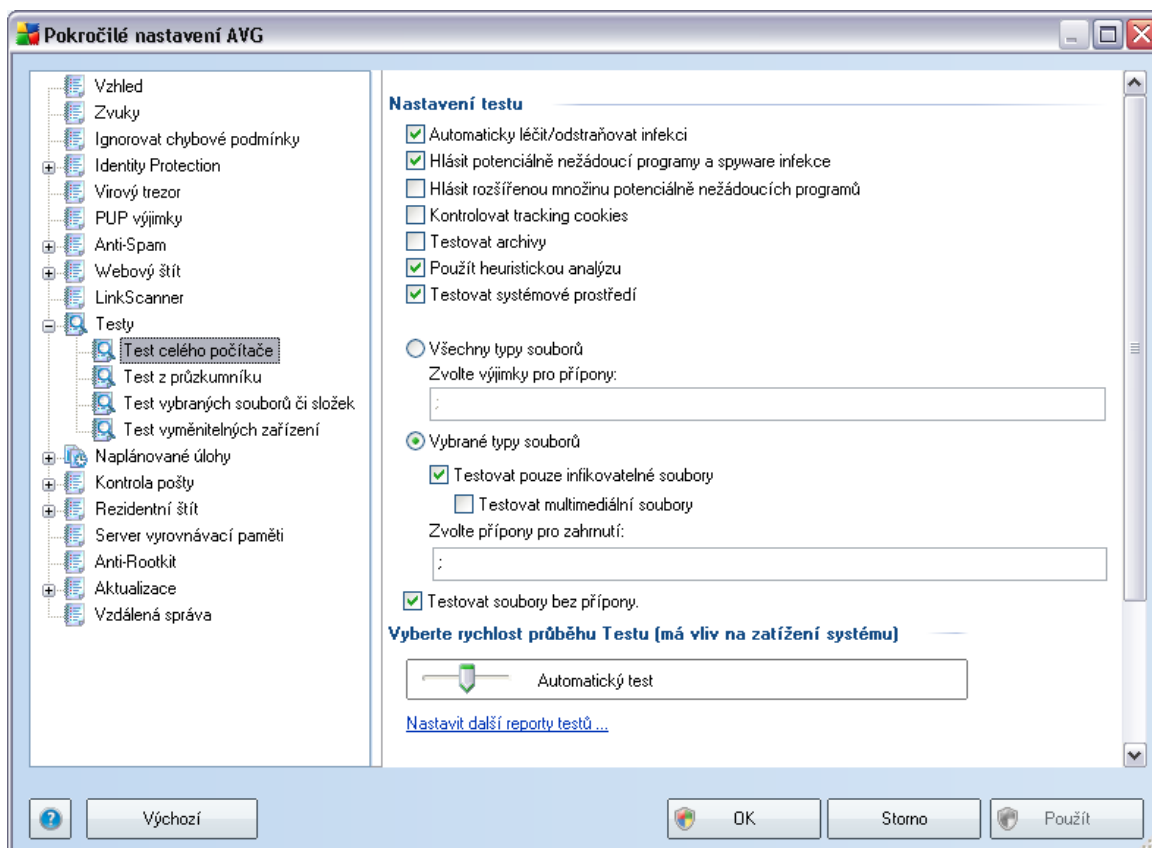 Pokročilé nastavení AVG
Vzhled
Zvuky
Ignorovat chybové podmínky
Identity Protection
Virový trezor
PUP výjimky
Anti-Spam
Webový štít
LinkScanner
Testy
Test celého počítače
Test z průzkumníku
Test vybraných souborů či složek
Test vyměnitelných zařízení
Naplánované úlohy
Kontrola pošty
Rezidentní štít
Server vyrovnávací paměti
Anti-Rootkit
Aktualizace
Vzdálená správa
Nastavení testu
Automaticky léčit/odstraňovat infekci
Hlásit potenciálně nežádoucí programy a spyware infekce
Hlásit rozšířenou množinu potenciálně nežádoucích programů
Kontrolovat tracking cookies
Testovat archivy
Použít heuristickou analýzu
Testovat systémové prostředí
Všechny typy souborů
Zvolte výjimky pro přípony:
;
Vybrané typy souborů
Testovat pouze infikovatelné soubory
Testovat multimediální soubory
Zvolte přípony pro zahrnutí:
;
Testovat soubory bez přípony.
Vyberte rychlost průběhu Testu (má vliv na zatížení systému)
Automatický test
Nastavit další reporty testů ...
Výchozí
OK
Storno
Použít